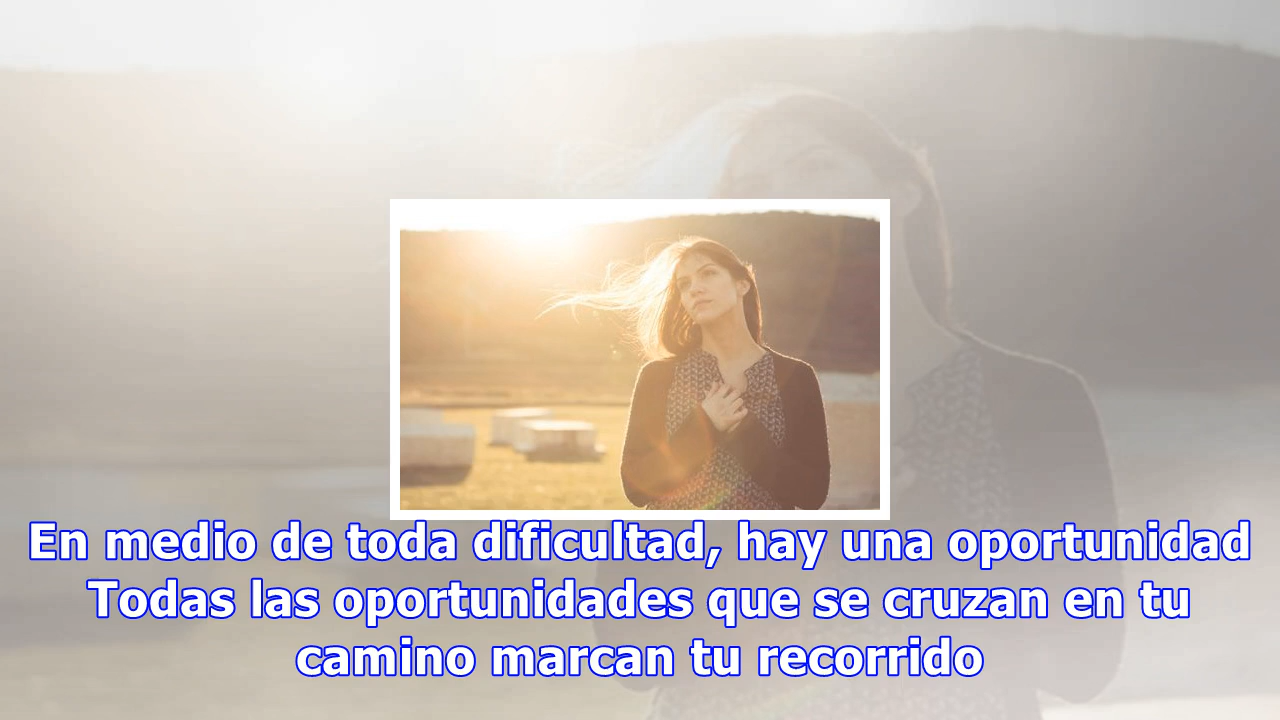 En medio de toda dificultad, hay una oportunidad
Todas las oportunidades que se cruzan en tu
camino marcan tu recorrido